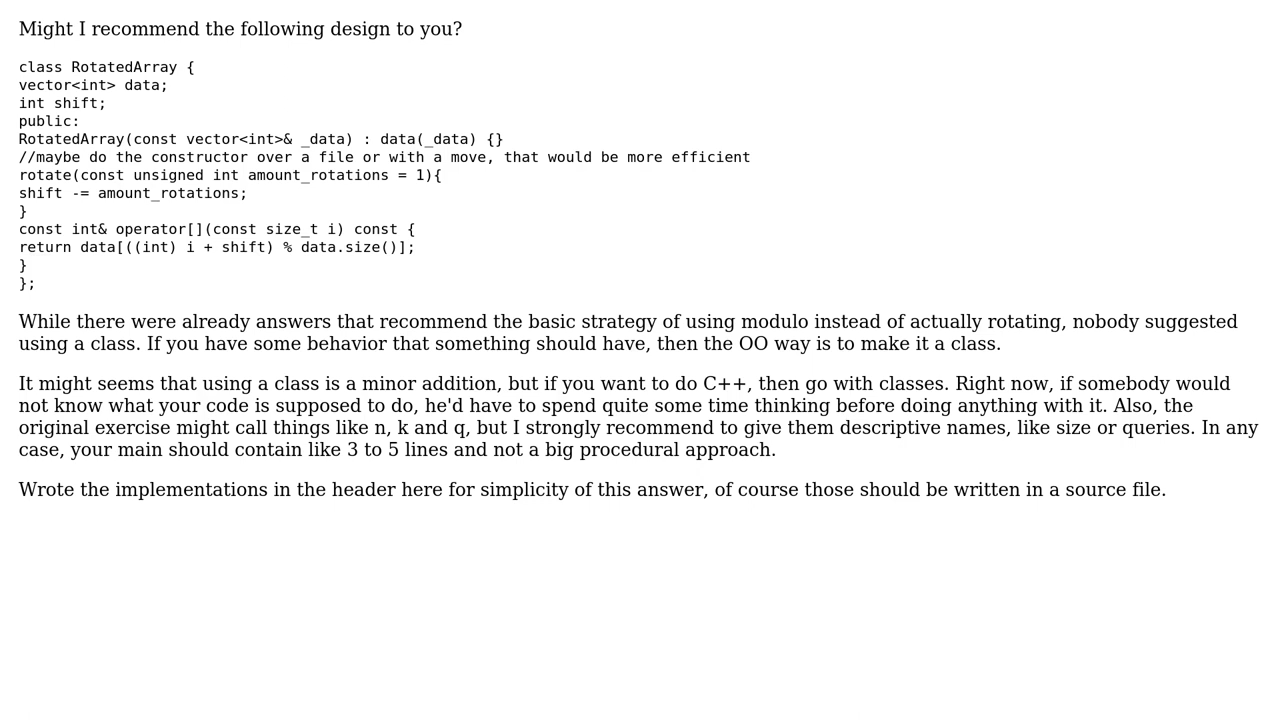 Might I recommend the following design to you?
class RotatedArray {
vector<int> data;
int shift;
public:
RotatedArray(const vector<int>& _data) : data(_data) {}
//maybe do the constructor over a file or with a move, that would be more efficient
rotate(const unsigned int amount_rotations = 1){
shift -= amount_rotations;
}
const int& operator[](const size_t i) const {
return data[((int) i + shift) % data.size()];
}
};
While there were already answers that recommend the basic strategy of using modulo instead of actually rotating, nobody suggested
using a class. If you have some behavior that something should have, then the OO way is to make it a class.
It might seems that using a class is a minor addition, but if you want to do C++, then go with classes. Right now, if somebody would
not know what your code is supposed to do, he'd have to spend quite some time thinking before doing anything with it. Also, the
original exercise might call things like n, k and q, but I strongly recommend to give them descriptive names, like size or queries. In any
case, your main should contain like 3 to 5 lines and not a big procedural approach.
Wrote the implementations in the header here for simplicity of this answer, of course those should be written in a source file.